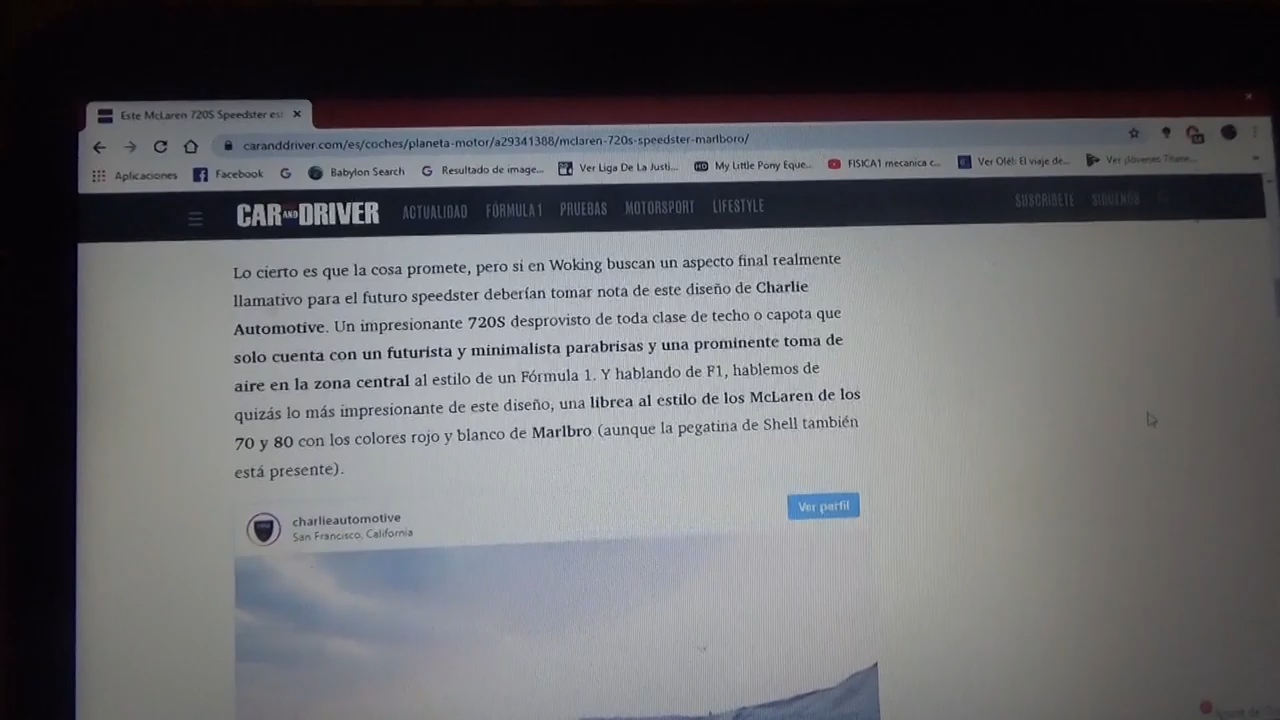 Este McLaren 720S Speedster es
caranddriver.com/es/coches/planeta-motor/a29341388/mclaren-720s-speedster-marlboro/
Aplicaciones Facebook Babylon Search Resultado de image... Ver Liga De La Justi... My Little Pony Eque... FISICA1 mecanica c... Ver Olé!: El viaje de... Ver ¡Jóvenes Titane...
CAR AND DRIVER ACTUALIDAD FÓRMULA 1 PRUEBAS MOTORSPORT LIFESTYLE SUSCRÍBETE SÍGUENOS
Lo cierto es que la cosa promete, pero si en Woking buscan un aspecto final realmente
llamativo para el futuro speedster deberían tomar nota de este diseño de Charlie
Automotive. Un impresionante 720S desprovisto de toda clase de techo o capota que
solo cuenta con un futurista y minimalista parabrisas y una prominente toma de
aire en la zona central al estilo de un Fórmula 1. Y hablando de F1, hablemos de
quizás lo más impresionante de este diseño, una librea al estilo de los McLaren de los
70 y 80 con los colores rojo y blanco de Marlbro (aunque la pegatina de Shell también
está presente).
charlieautomotive
San Francisco, California
Ver perfil